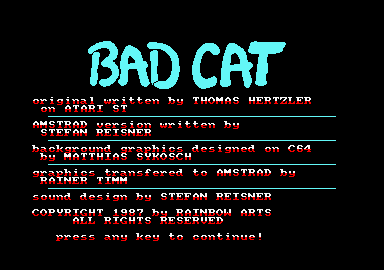 BAD CAT
original written by THOMAS HERTZLER
on ATARI ST
AMSTRAD version written by
STEFAN REISNER
background graphics designed on C64
by MATTHIAS SYKOSCH
graphics transfered to AMSTRAD by
RAINER TIMM
sound design by STEFAN REISNER
COPYRIGHT 1987 by RAINBOW ARTS
ALL RIGHTS RESERVED
press any key to continue!